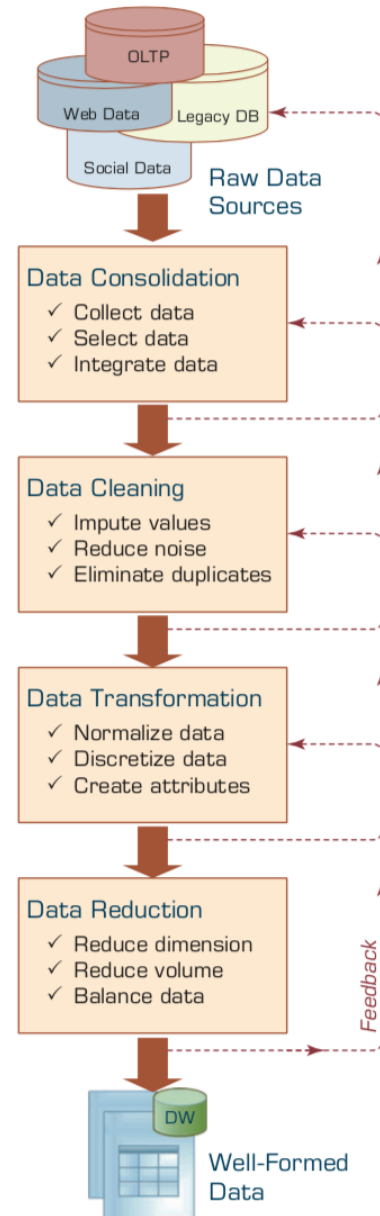 OLTP
Web Data
Legacy DB
Social Data
Raw Data
Sources
Data Consolidation
✓ Collect data
✓ Select data
✓ Integrate data
Data Cleaning
✓ Impute values
✓ Reduce noise
✓ Eliminate duplicates
Data Transformation
✓ Normalize data
✓ Discretize data
✓ Create attributes
Data Reduction
✓ Reduce dimension
✓ Reduce volume
✓ Balance data
Feedback
DW
Well-Formed
Data